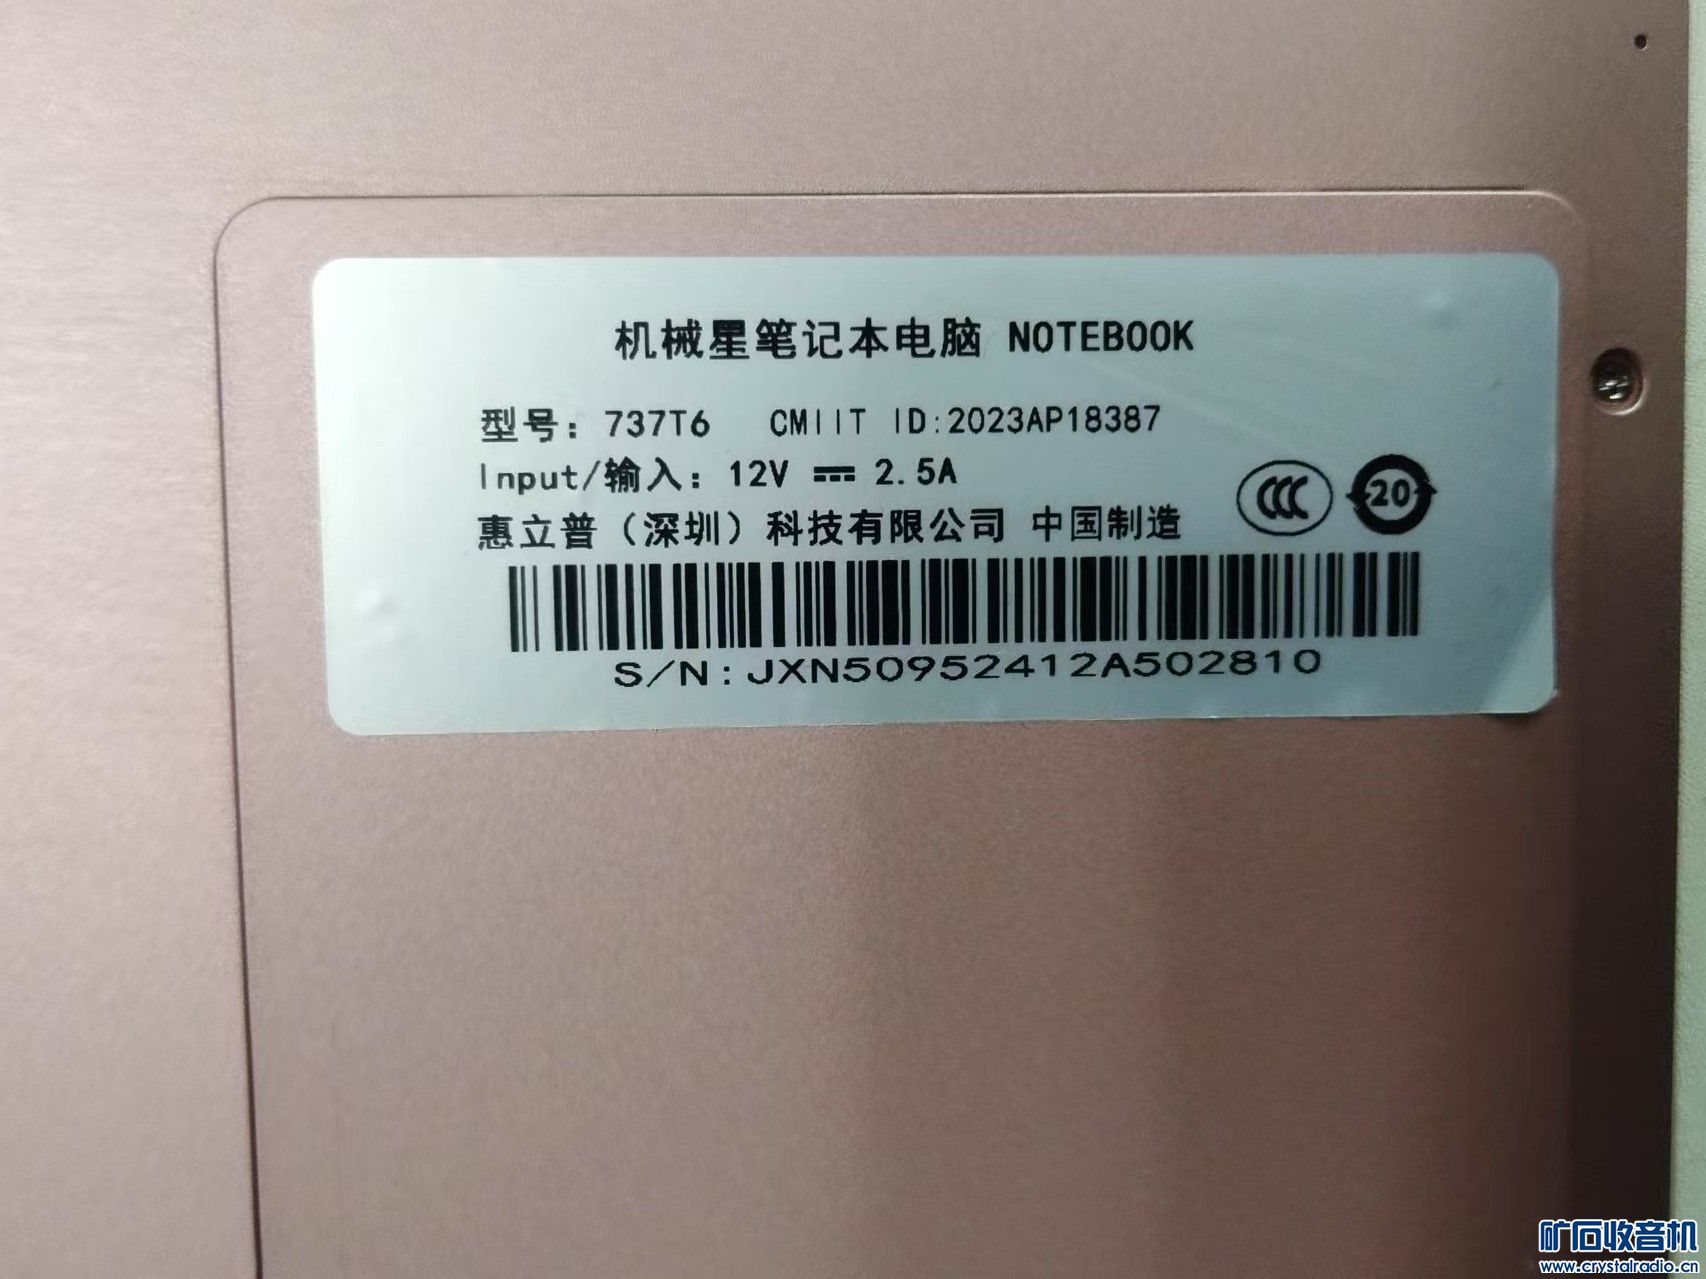 机械星笔记本电脑 NOTEBOOK
型号：737T6 CMIIT ID:2023AP18387
Input/输入：12V ⎓ 2.5A
惠立普（深圳）科技有限公司 中国制造
CCC 20
S/N:JXN50952412A502810
矿石收音机
www.crystalradio.cn